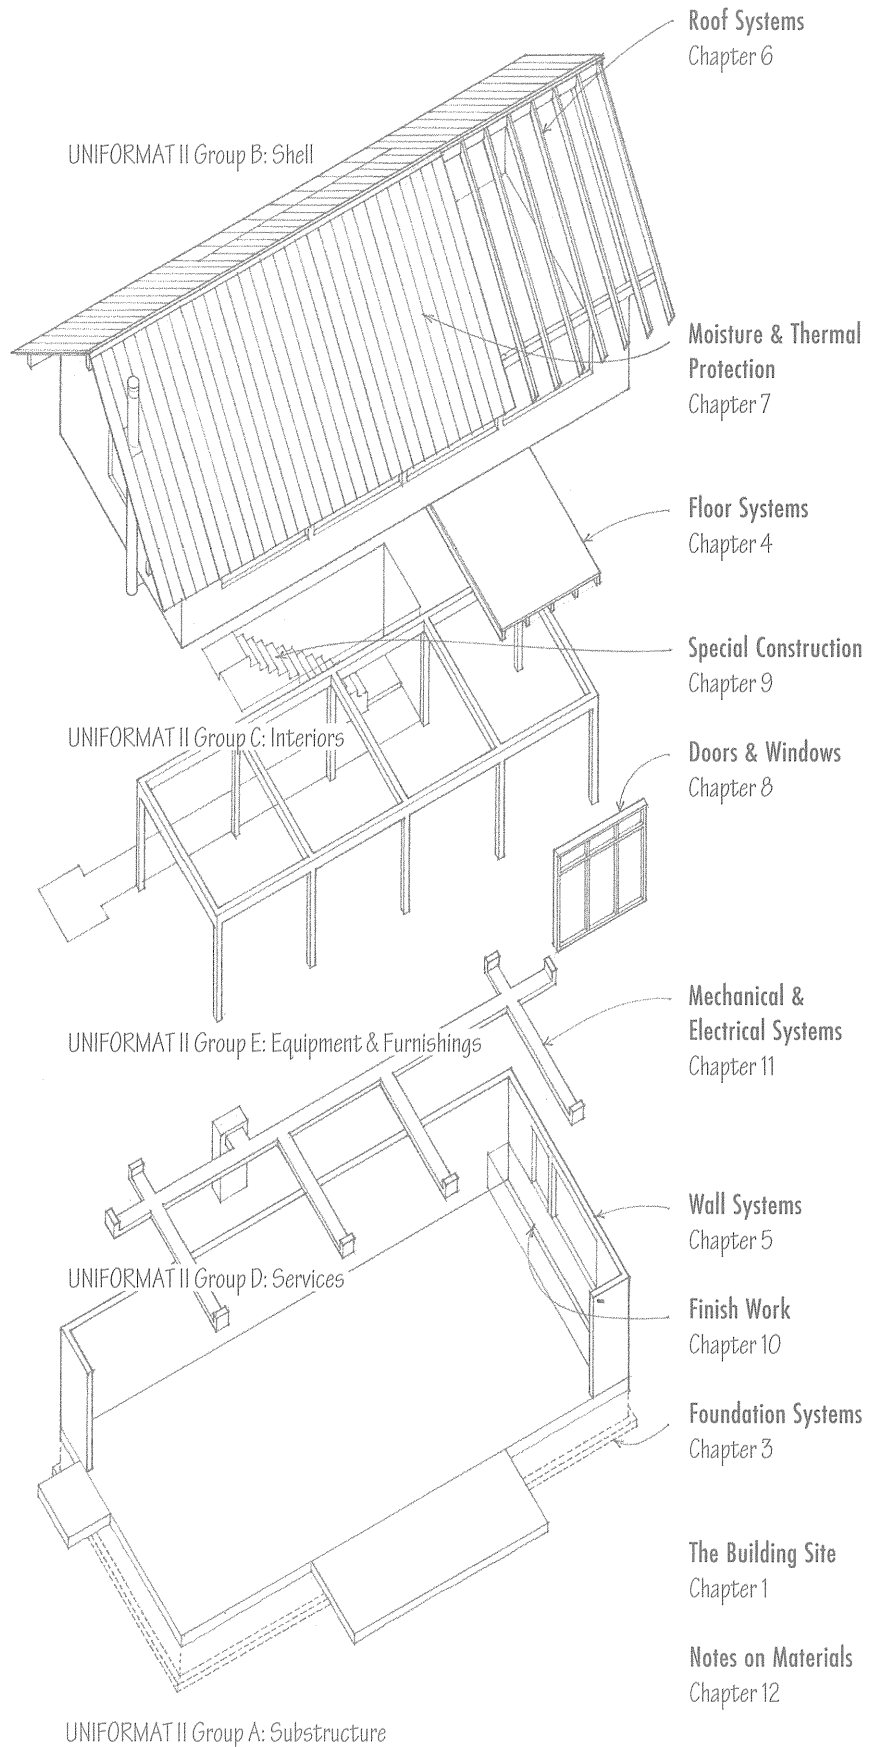 Roof Systems
Chapter 6
UNIFORMAT II Group B: Shell
Moisture & Thermal
Protection
Chapter 7
Floor Systems
Chapter 4
Special Construction
Chapter 9
UNIFORMAT II Group C: Interiors
Doors & Windows
Chapter 8
Mechanical &
Electrical Systems
Chapter 11
UNIFORMAT II Group E: Equipment & Furnishings
Wall Systems
Chapter 5
UNIFORMAT II Group D: Services
Finish Work
Chapter 10
Foundation Systems
Chapter 3
The Building Site
Chapter 1
Notes on Materials
Chapter 12
UNIFORMAT II Group A: Substructure